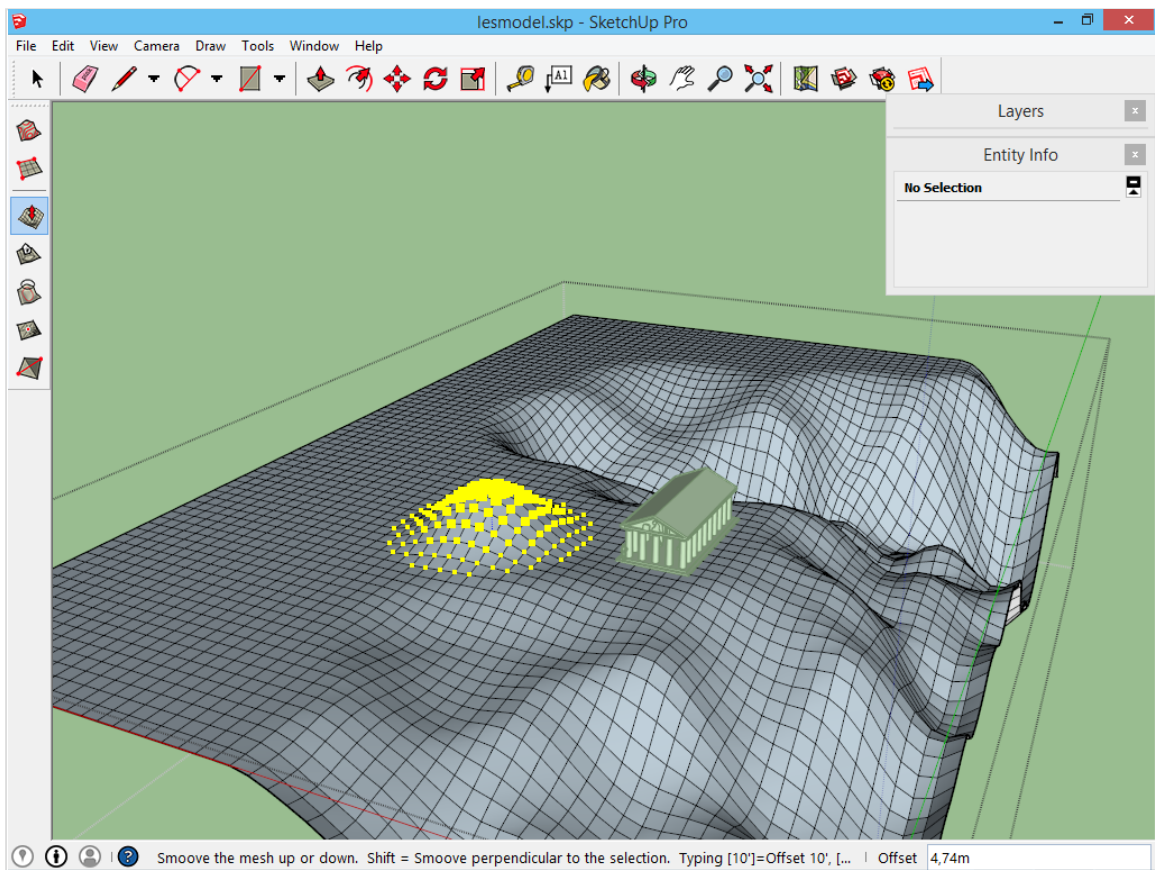 lesmodel.skp - SketchUp Pro
File Edit View Camera Draw Tools Window Help
A1
Layers
Entity Info
No Selection
Smoove the mesh up or down. Shift = Smoove perpendicular to the selection. Typing [10']=Offset 10', [... Offset 4,74m